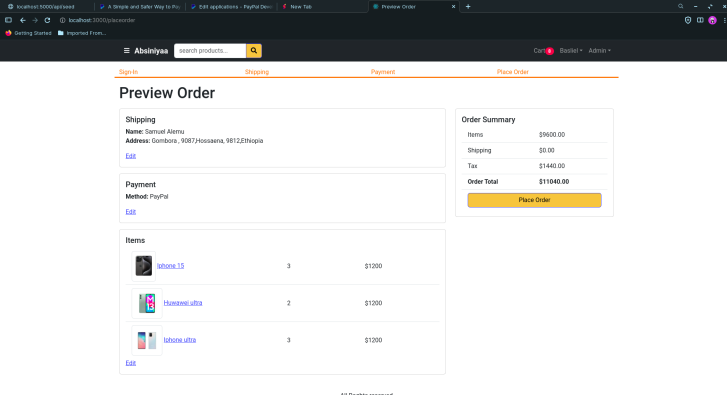 localhost:5000/api/seed
A Simple and Safer Way to Pa
Edit applications - PayPal Dev
New Tab
Preview Order
localhost:3000/placeorder
Getting Started
Imported From...
Absiniyaa
search products...
Cart 8
Basliel
Admin
Sign-In
Shipping
Payment
Place Order
Preview Order
Shipping
Name: Samuel Alemu
Address: Gombora , 9087,Hossaena, 9812,Ethiopia
Edit
Payment
Method: PayPal
Edit
Items
Iphone 15 3 $1200
Huwawei ultra 2 $1200
Iphone ultra 3 $1200
Edit
Order Summary
Items $9600.00
Shipping $0.00
Tax $1440.00
Order Total $11040.00
Place Order